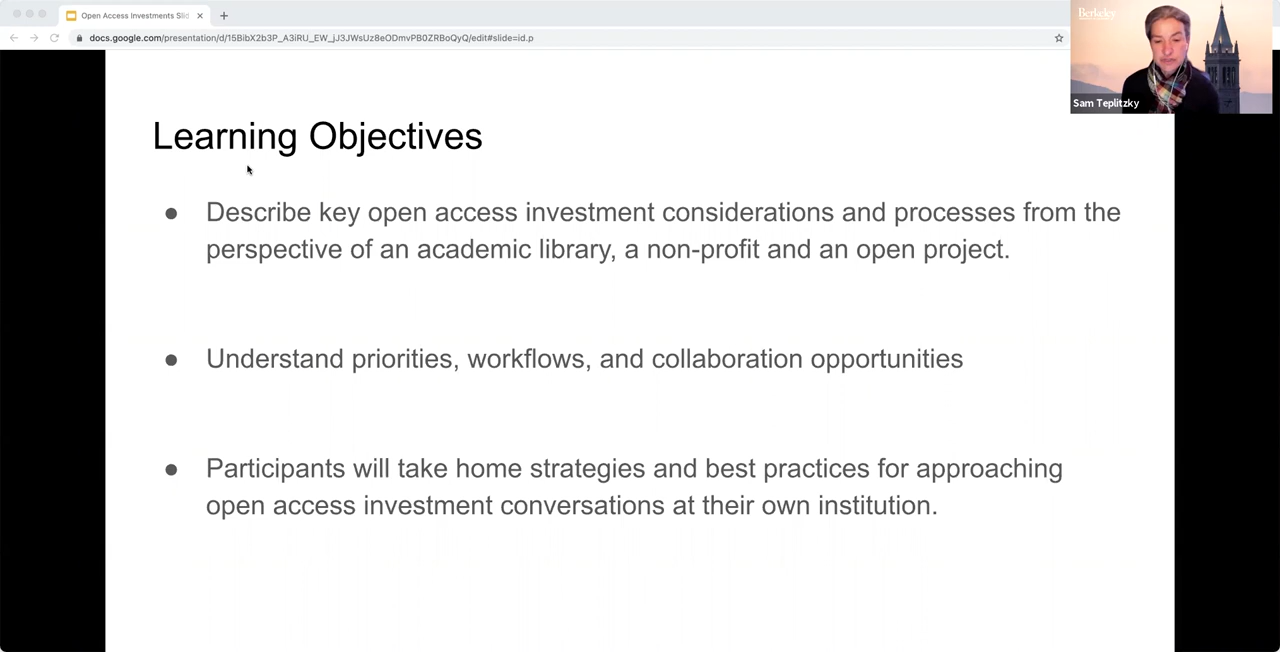 Open Access Investments Slid
docs.google.com/presentation/d/15BibX2b3P_A3iRU_EW_jJ3JWsUz8eODmvPB0ZRBoQyQ/edit#slide=id.p
Berkeley
Sam Teplitzky
Learning Objectives
● Describe key open access investment considerations and processes from the
perspective of an academic library, a non-profit and an open project.
● Understand priorities, workflows, and collaboration opportunities
● Participants will take home strategies and best practices for approaching
open access investment conversations at their own institution.